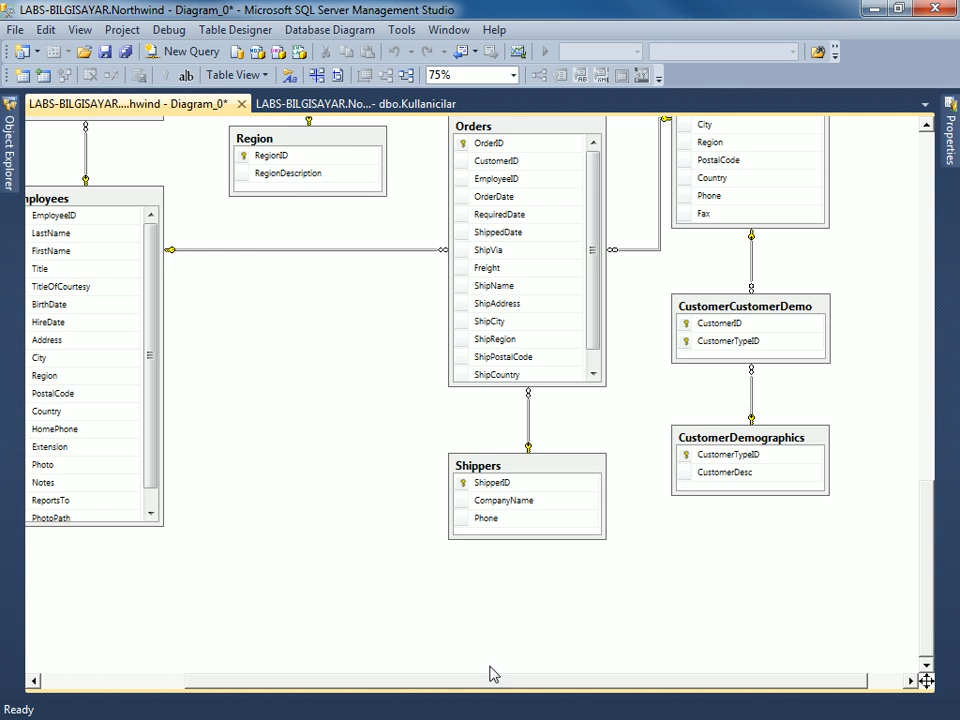 LABS-BILGISAYAR.Northwind - Diagram_0* - Microsoft SQL Server Management Studio
File Edit View Project Debug Table Designer Database Diagram Tools Window Help
New Query
ab Table View 75%
LABS-BILGISAYAR....hwind - Diagram_0* LABS-BILGISAYAR.No...- dbo.Kullanicilar
Object Explorer
Properties
Region
RegionID
RegionDescription
mployees
EmployeeID
LastName
FirstName
Title
TitleOfCourtesy
BirthDate
HireDate
Address
City
Region
PostalCode
Country
HomePhone
Extension
Photo
Notes
ReportsTo
PhotoPath
Orders
OrderID
CustomerID
EmployeeID
OrderDate
RequiredDate
ShippedDate
ShipVia
Freight
ShipName
ShipAddress
ShipCity
ShipRegion
ShipPostalCode
ShipCountry
Shippers
ShipperID
CompanyName
Phone
City
Region
PostalCode
Country
Phone
Fax
CustomerCustomerDemo
CustomerID
CustomerTypeID
CustomerDemographics
CustomerTypeID
CustomerDesc
Ready